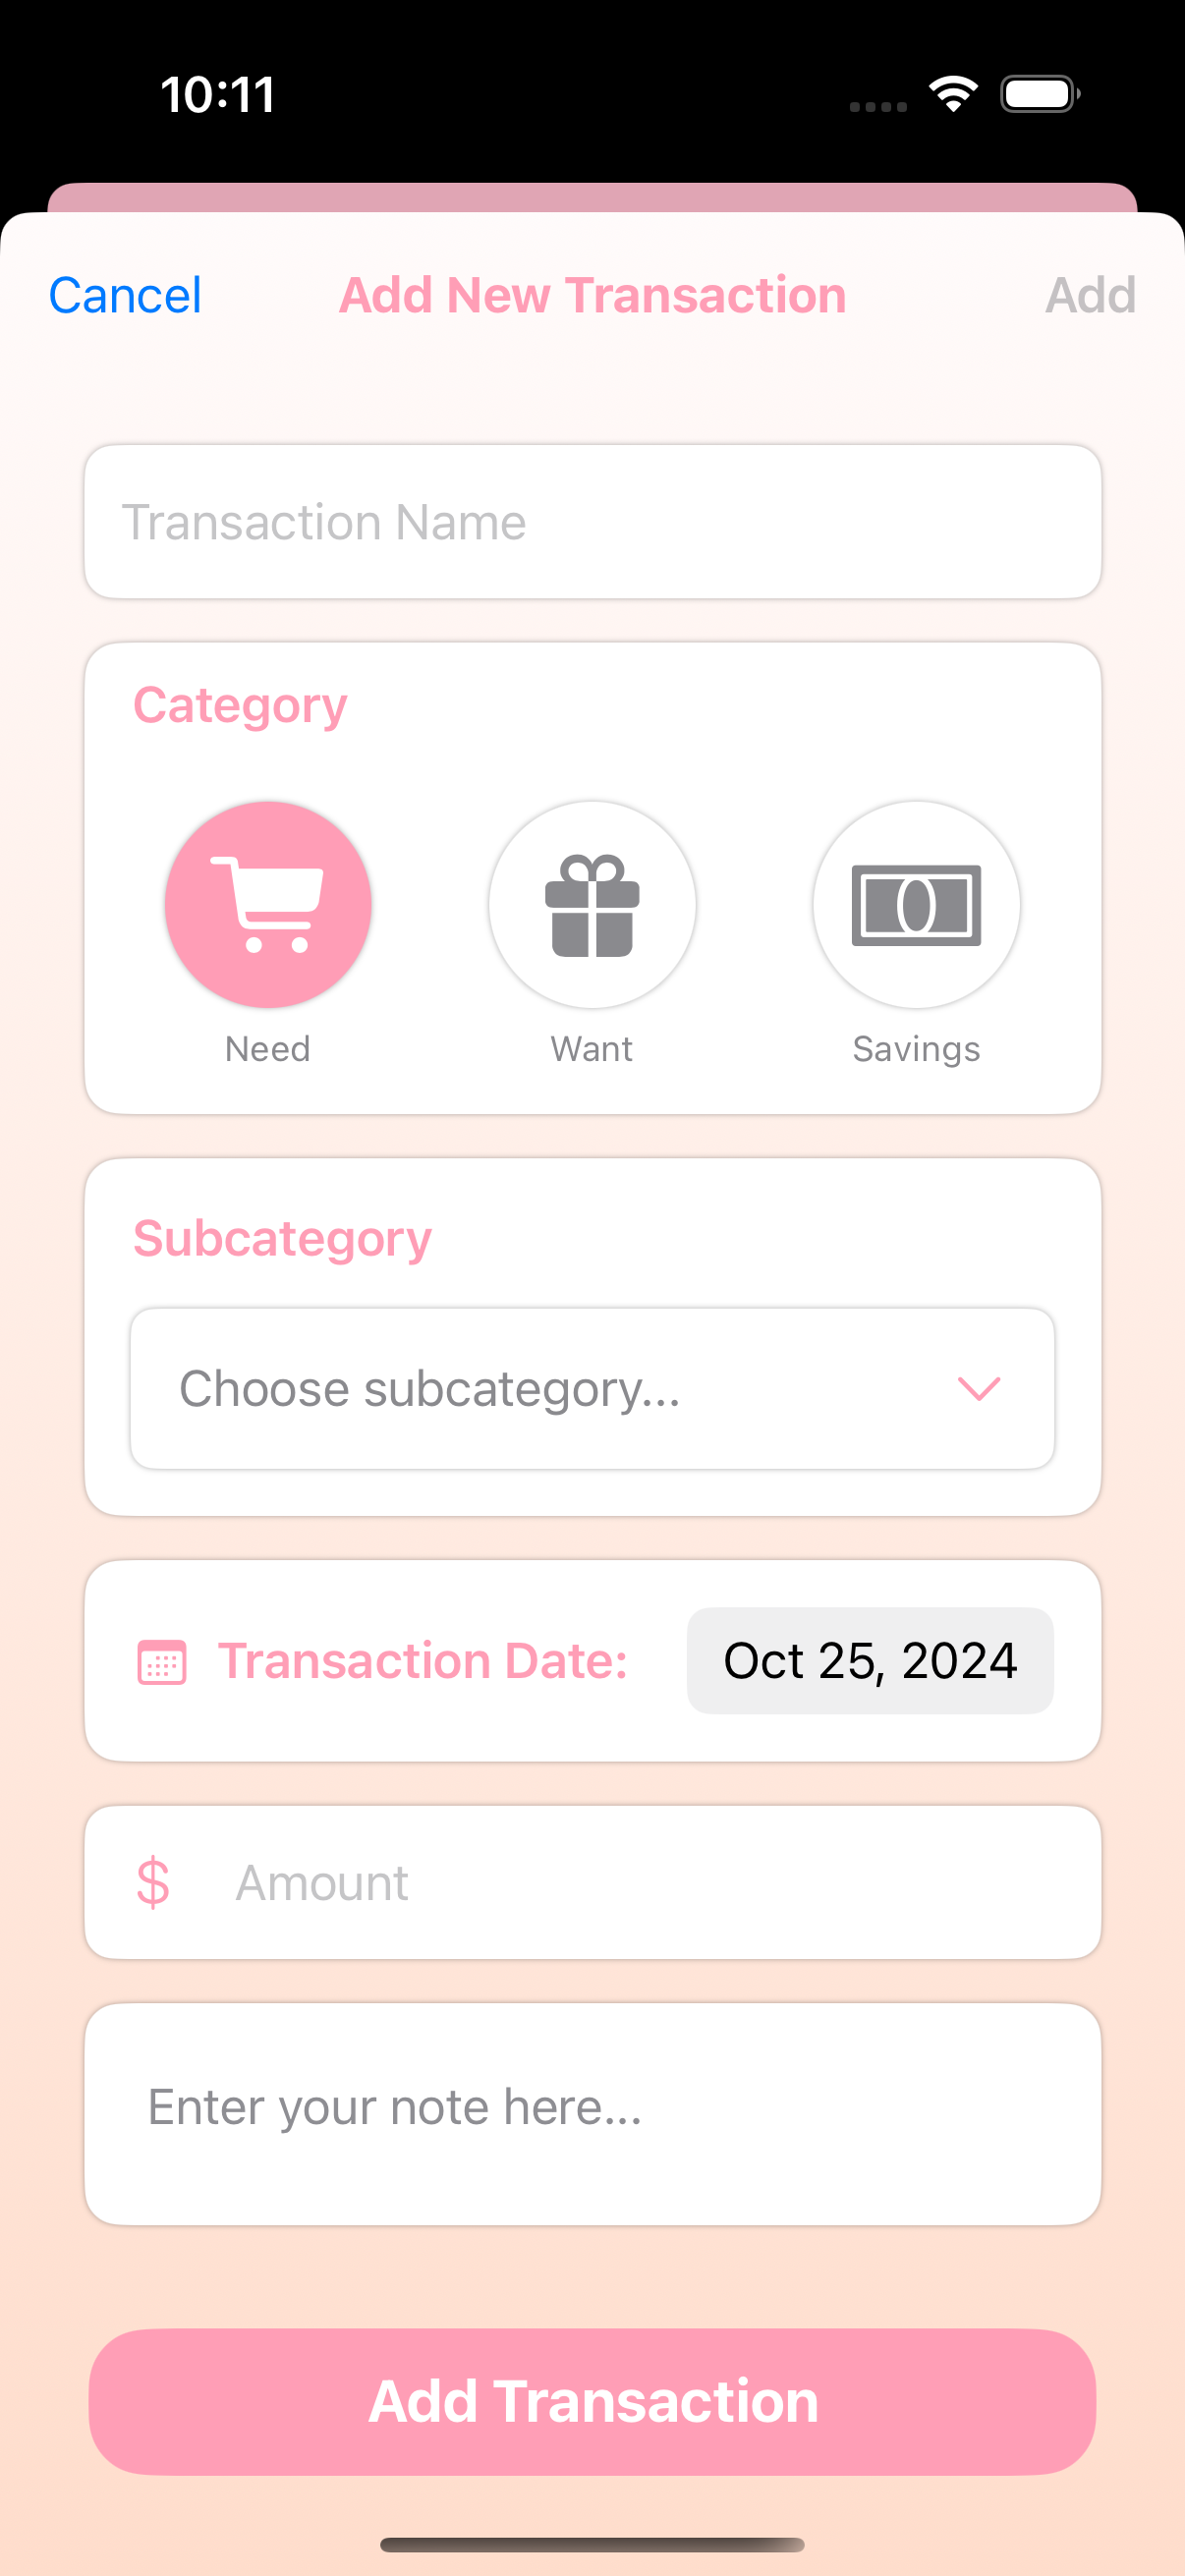 10:11
Cancel
Add New Transaction
Add
Transaction Name
Category
Need
Want
Savings
Subcategory
Choose subcategory...
Transaction Date:
Oct 25, 2024
$
Amount
Enter your note here...
Add Transaction